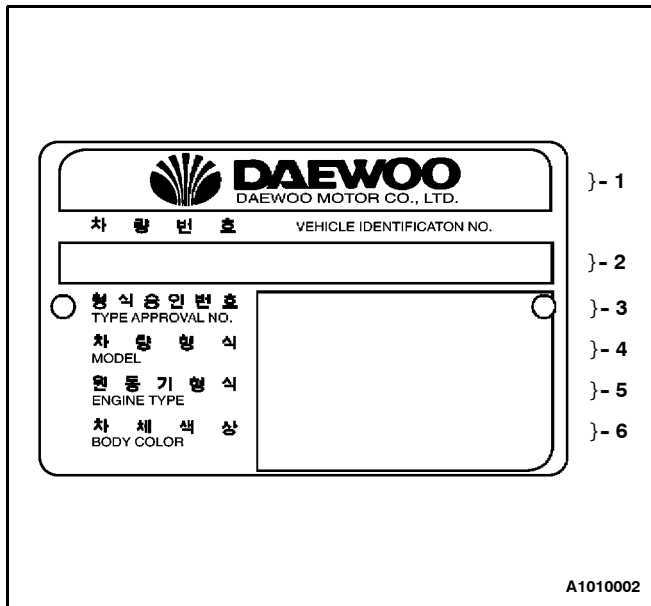 DAEWOO
DAEWOO MOTOR CO., LTD.
}- 1
차 량 번 호 VEHICLE IDENTIFICATON NO.
}- 2
형 식 승 인 번 호
TYPE APPROVAL NO.
}- 3
차 량 형 식
MODEL
}- 4
원 동 기 형 식
ENGINE TYPE
}- 5
차 체 색 상
BODY COLOR
}- 6
A1010002